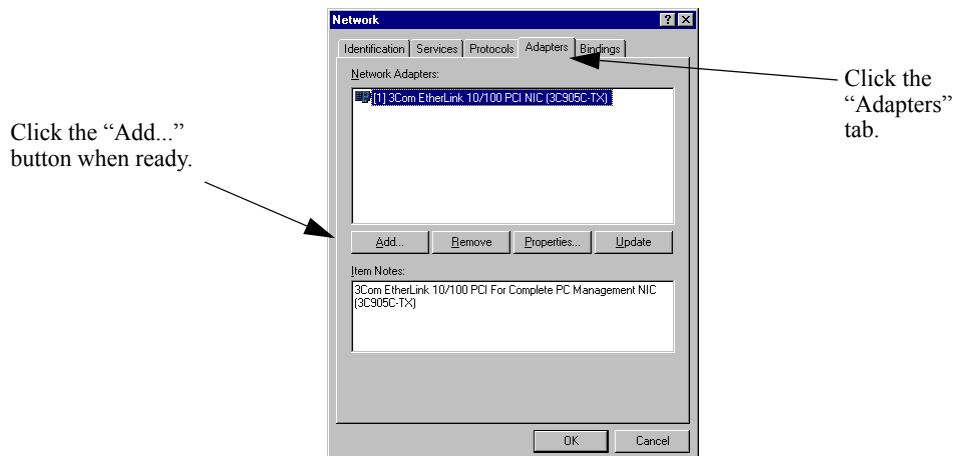 Network
Identification Services Protocols Adapters Bindings
Network Adapters:
[1] 3Com EtherLink 10/100 PCI NIC (3C905C-TX)
Click the
“Adapters”
tab.
Click the “Add...”
button when ready.
Add... Remove Properties... Update
Item Notes:
3Com EtherLink 10/100 PCI For Complete PC Management NIC
(3C905C-TX)
OK Cancel